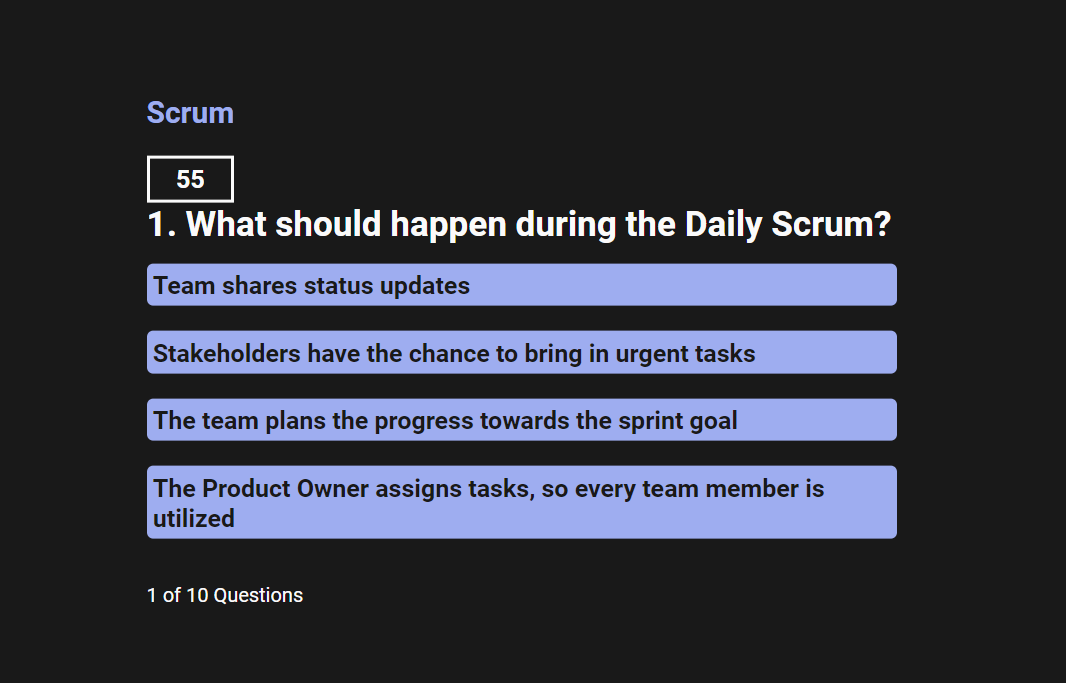 Scrum
55
1. What should happen during the Daily Scrum?
Team shares status updates
Stakeholders have the chance to bring in urgent tasks
The team plans the progress towards the sprint goal
The Product Owner assigns tasks, so every team member is
utilized
1 of 10 Questions